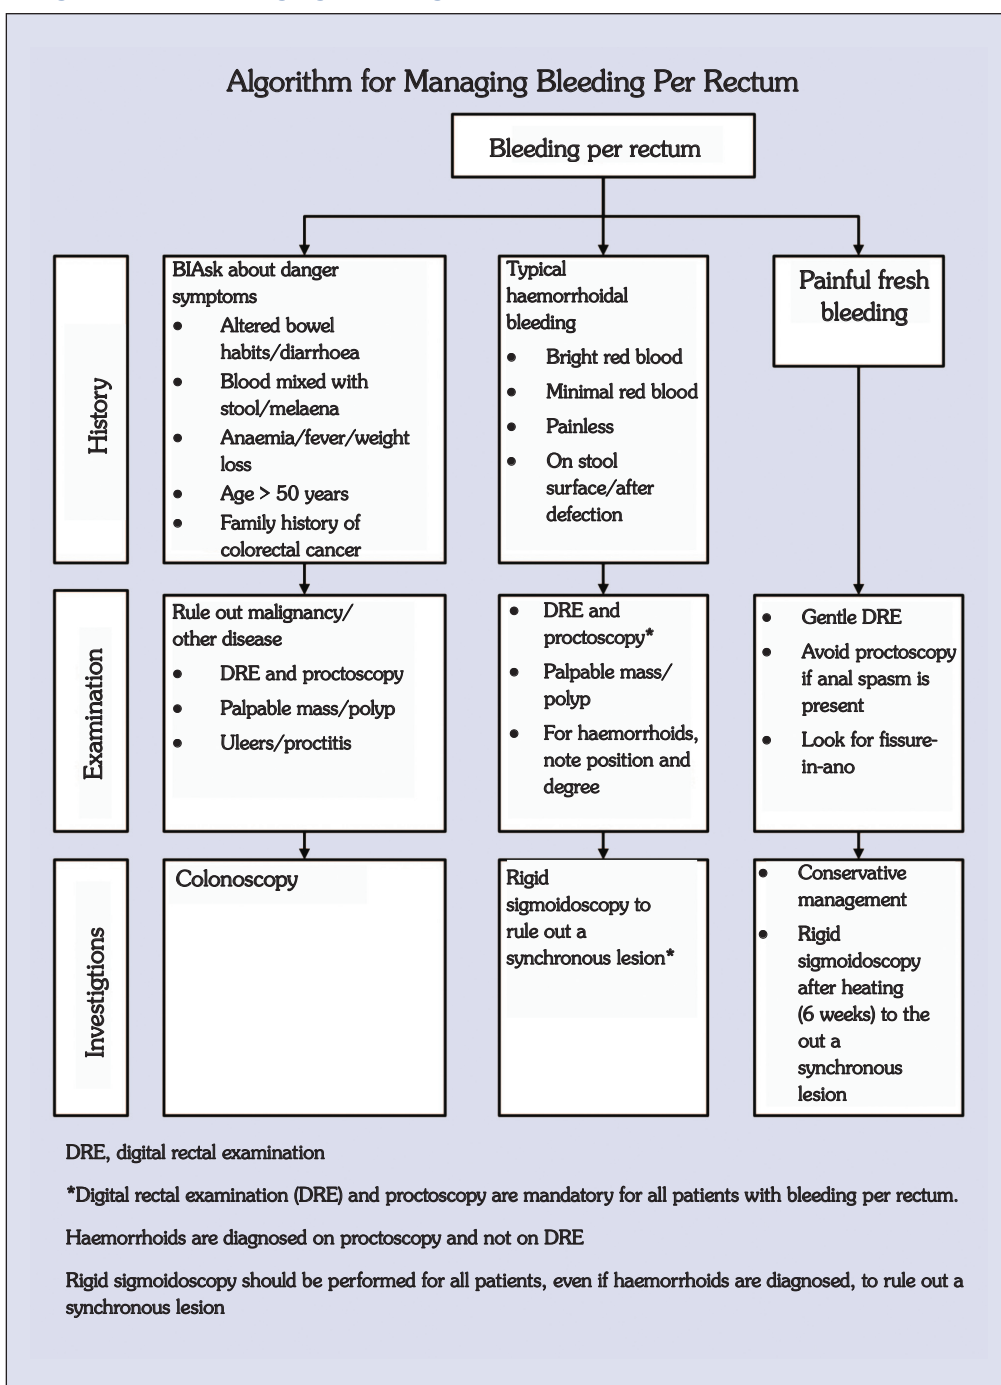 Algorithm for Managing Bleeding Per Rectum
Bleeding per rectum
History
BIAsk about danger
symptoms
• Altered bowel
habits/diarrhoea
• Blood mixed with
stool/melaena
• Anaemia/fever/weight
loss
• Age > 50 years
• Family history of
colorectal cancer
Typical
haemorrhoidal
bleeding
• Bright red blood
• Minimal red blood
• Painless
• On stool
surface/after
defection
Painful fresh
bleeding
Examination
Rule out malignancy/
other disease
• DRE and proctoscopy
• Palpable mass/polyp
• Uleers/proctitis
• DRE and
proctoscopy*
• Palpable mass/
polyp
• For haemorrhoids,
note position and
degree
• Gentle DRE
• Avoid proctoscopy
if anal spasm is
present
• Look for fissure-
in-ano
Investigtions
Colonoscopy
Rigid
sigmoidoscopy to
rule out a
synchronous lesion*
• Conservative
management
• Rigid
sigmoidoscopy
after heating
(6 weeks) to the
out a
synchronous
lesion
DRE, digital rectal examination
*Digital rectal examination (DRE) and proctoscopy are mandatory for all patients with bleeding per rectum.
Haemorrhoids are diagnosed on proctoscopy and not on DRE
Rigid sigmoidoscopy should be performed for all patients, even if haemorrhoids are diagnosed, to rule out a
synchronous lesion